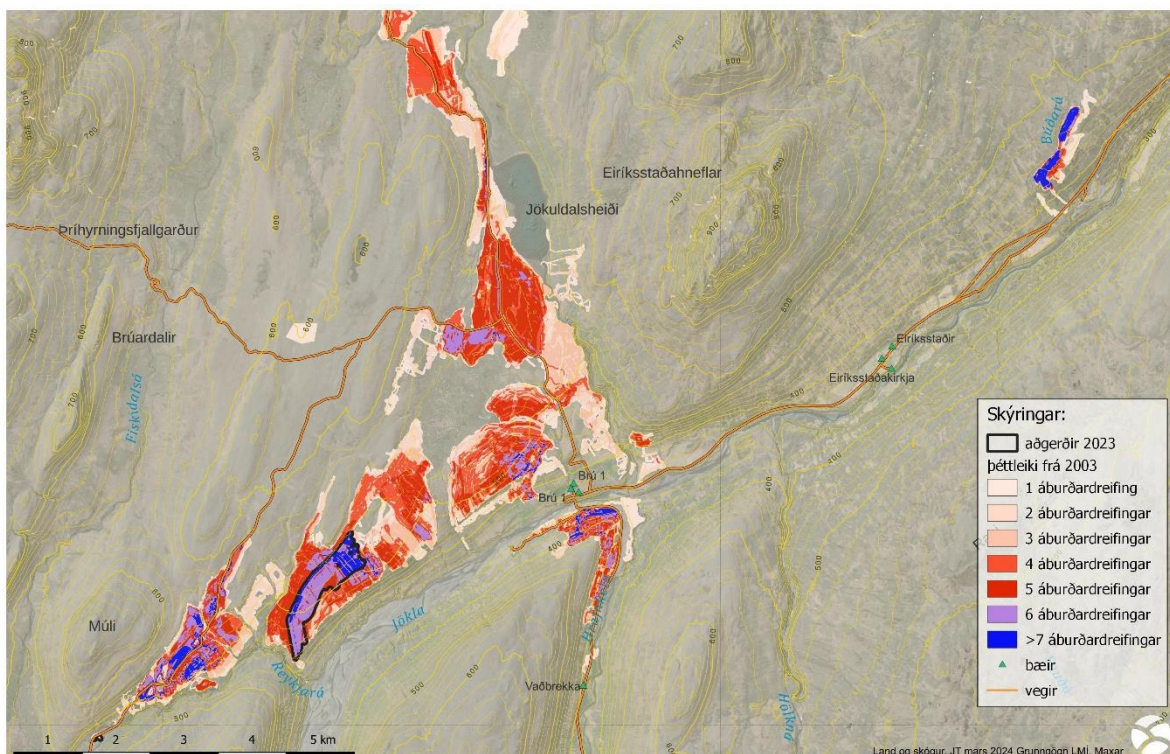 Búðará
Eiríksstaðahneflar
Jökuldalsheiði
Þríhyrningsfjallgarður
Brúardalir
Fiskidalsá
Eiríksstaðir
Eiríksstaðakirkja
Brú 1
Brú 1
Múli
Jökla
Reykjará
Vaðbrekka
Hölkná
Skýringar:
aðgerðir 2023
þéttleiki frá 2003
1 áburðardreifing
2 áburðardreifingar
3 áburðardreifingar
4 áburðardreifingar
5 áburðardreifingar
6 áburðardreifingar
>7 áburðardreifingar
bæir
vegir
1 2 3 4 5 km
Land og skógur, JT mars 2024 Grunngögn LMÍ, Maxar